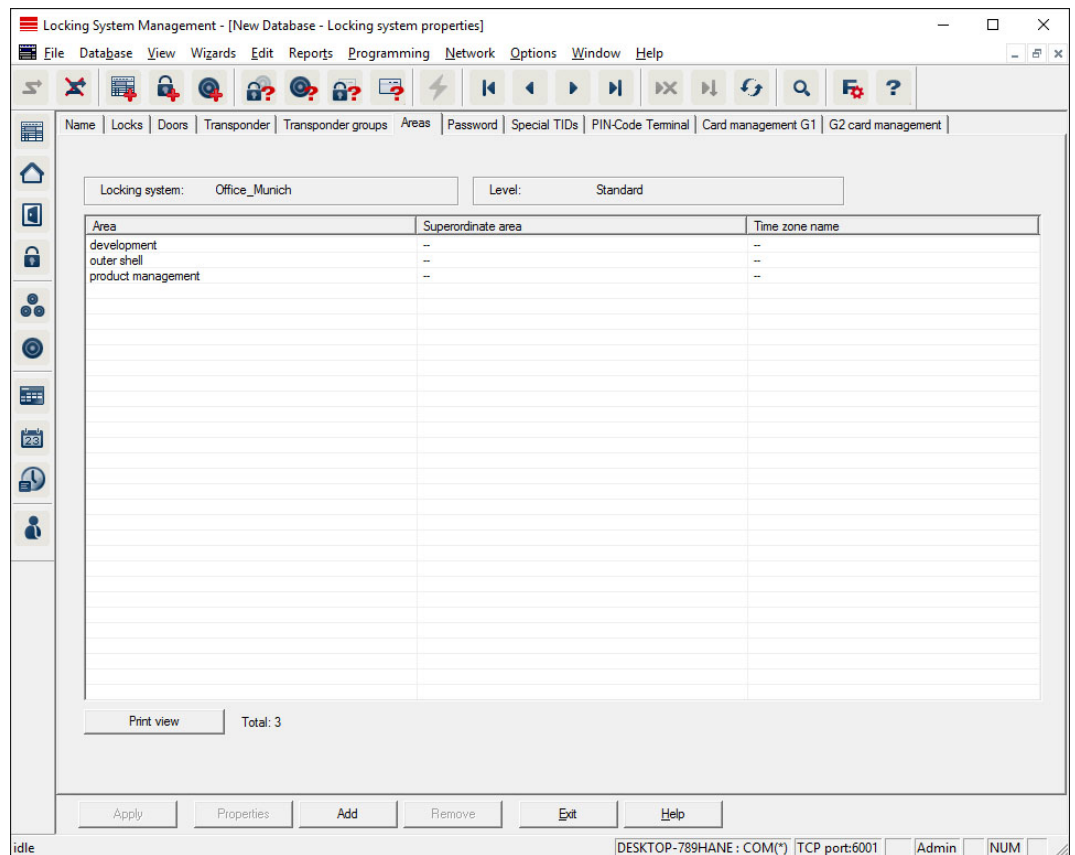 Locking System Management - [New Database - Locking system properties]
File Database View Wizards Edit Reports Programming Network Options Window Help
Name Locks Doors Transponder Transponder groups Areas Password Special TIDs PIN-Code Terminal Card management G1 G2 card management
Locking system: Office_Munich Level: Standard
Area Superordinate area Time zone name
development -- --
outer shell -- --
product management -- --
Print view Total: 3
Apply Properties Add Remove Exit Help
idle DESKTOP-789HANE : COM(*) TCP port:6001 Admin NUM